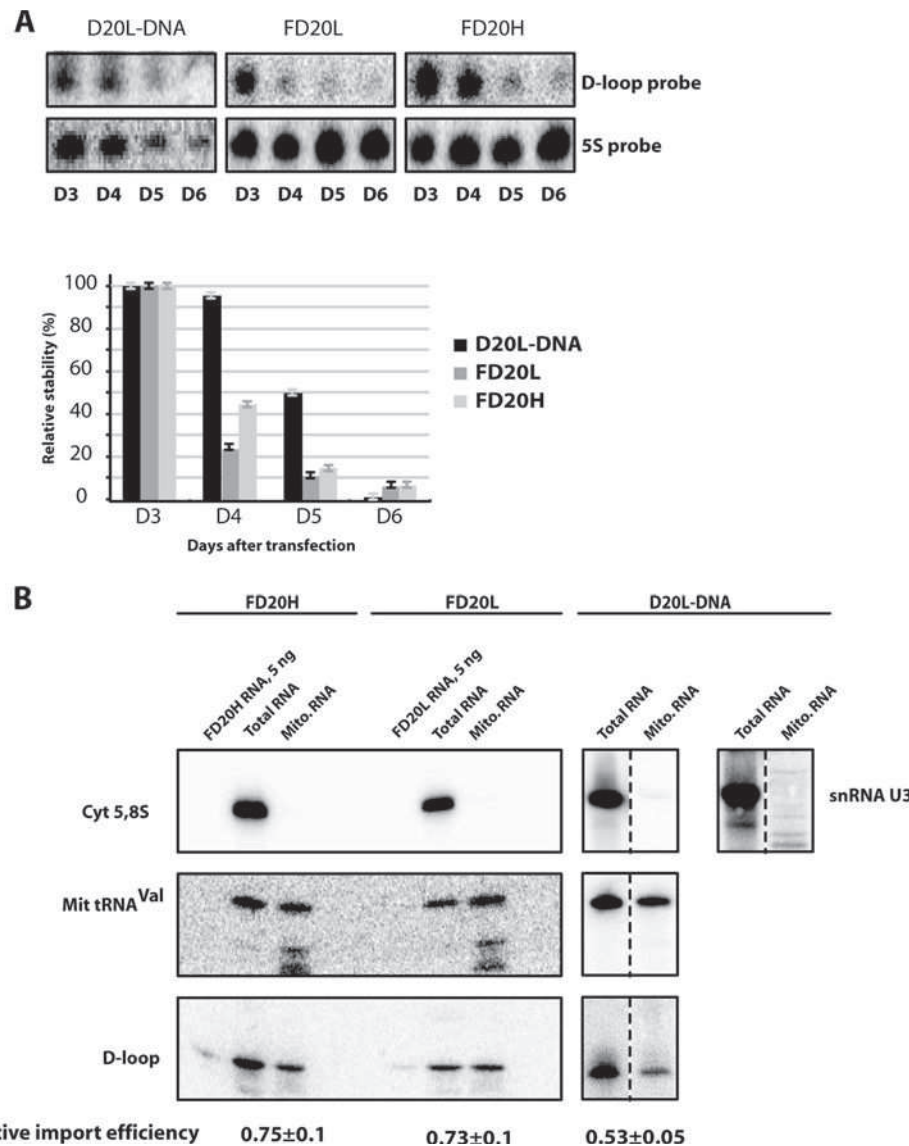 A
D20L-DNA FD20L FD20H
D-loop probe
5S probe
D3 D4 D5 D6 D3 D4 D5 D6 D3 D4 D5 D6
100
80
60
40
20
0
Relative stability (%)
D20L-DNA
FD20L
FD20H
D3 D4 D5 D6
Days after transfection
B
FD20H FD20L D20L-DNA
FD20H RNA, 5 ng
Total RNA
Mito. RNA
FD20L RNA, 5 ng
Total RNA
Mito. RNA
Total RNA
Mito. RNA
Total RNA
Mito. RNA
Cyt 5,8S
snRNA U3
Mit tRNA Val
D-loop
import efficiency 0.75±0.1 0.73±0.1 0.53±0.05